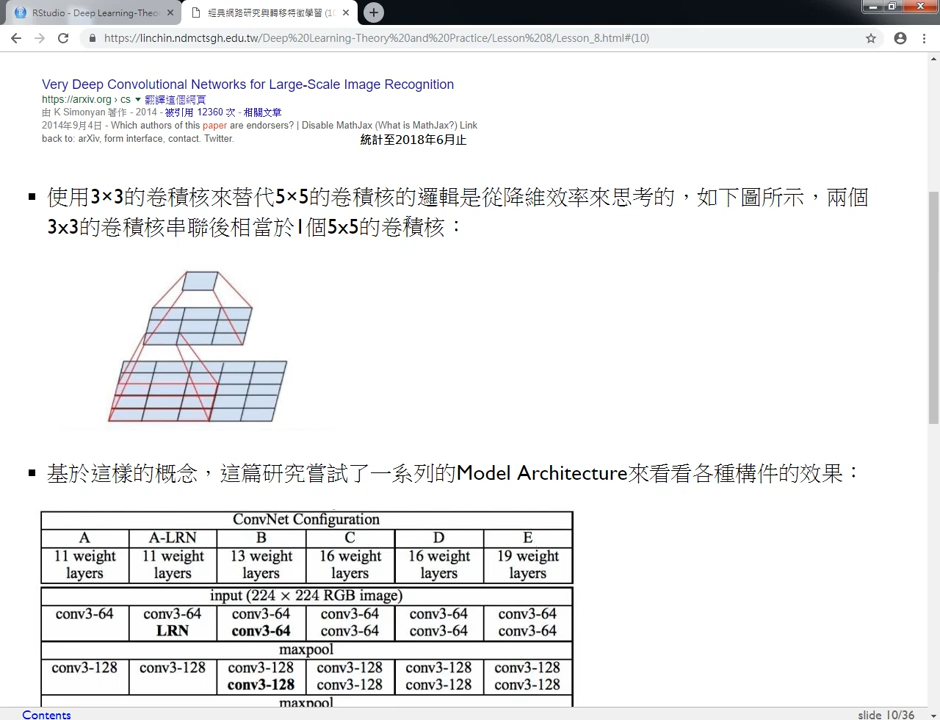 RStudio - Deep Learning-Theo
經典網路研究與轉移特徵學習 (1
https://linchin.ndmctsgh.edu.tw/Deep%20Learning-Theory%20and%20Practice/Lesson%208/Lesson_8.html#(10)
Very Deep Convolutional Networks for Large-Scale Image Recognition
https://arxiv.org › cs ▼ 翻譯這個網頁
由 K Simonyan 著作 - 2014 - 被引用 12360 次 - 相關文章
2014年9月4日 - Which authors of this paper are endorsers? | Disable MathJax (What is MathJax?) Link
back to: arXiv, form interface, contact. Twitter.
統計至2018年6月止
▪ 使用3×3的卷積核來替代5×5的卷積核的邏輯是從降維效率來思考的，如下圖所示，兩個
3x3的卷積核串聯後相當於1個5x5的卷積核：
▪ 基於這樣的概念，這篇研究嘗試了一系列的Model Architecture來看看各種構件的效果：
ConvNet Configuration
A A-LRN B C D E
11 weight 11 weight 13 weight 16 weight 16 weight 19 weight
layers layers layers layers layers layers
input (224 × 224 RGB image)
conv3-64 conv3-64 conv3-64 conv3-64 conv3-64 conv3-64
LRN conv3-64 conv3-64 conv3-64 conv3-64
maxpool
conv3-128 conv3-128 conv3-128 conv3-128 conv3-128 conv3-128
conv3-128 conv3-128 conv3-128 conv3-128
maxpool
Contents
slide 10/36